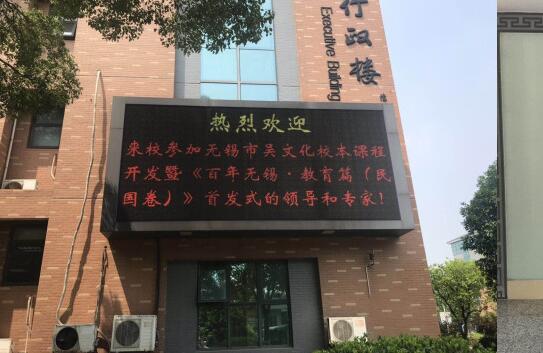 行政楼
Executive Building
热烈欢迎
来校参加无锡市吴文化校本课程
开发暨《百年无锡·教育篇（民
国卷）》首发式的领导和专家！